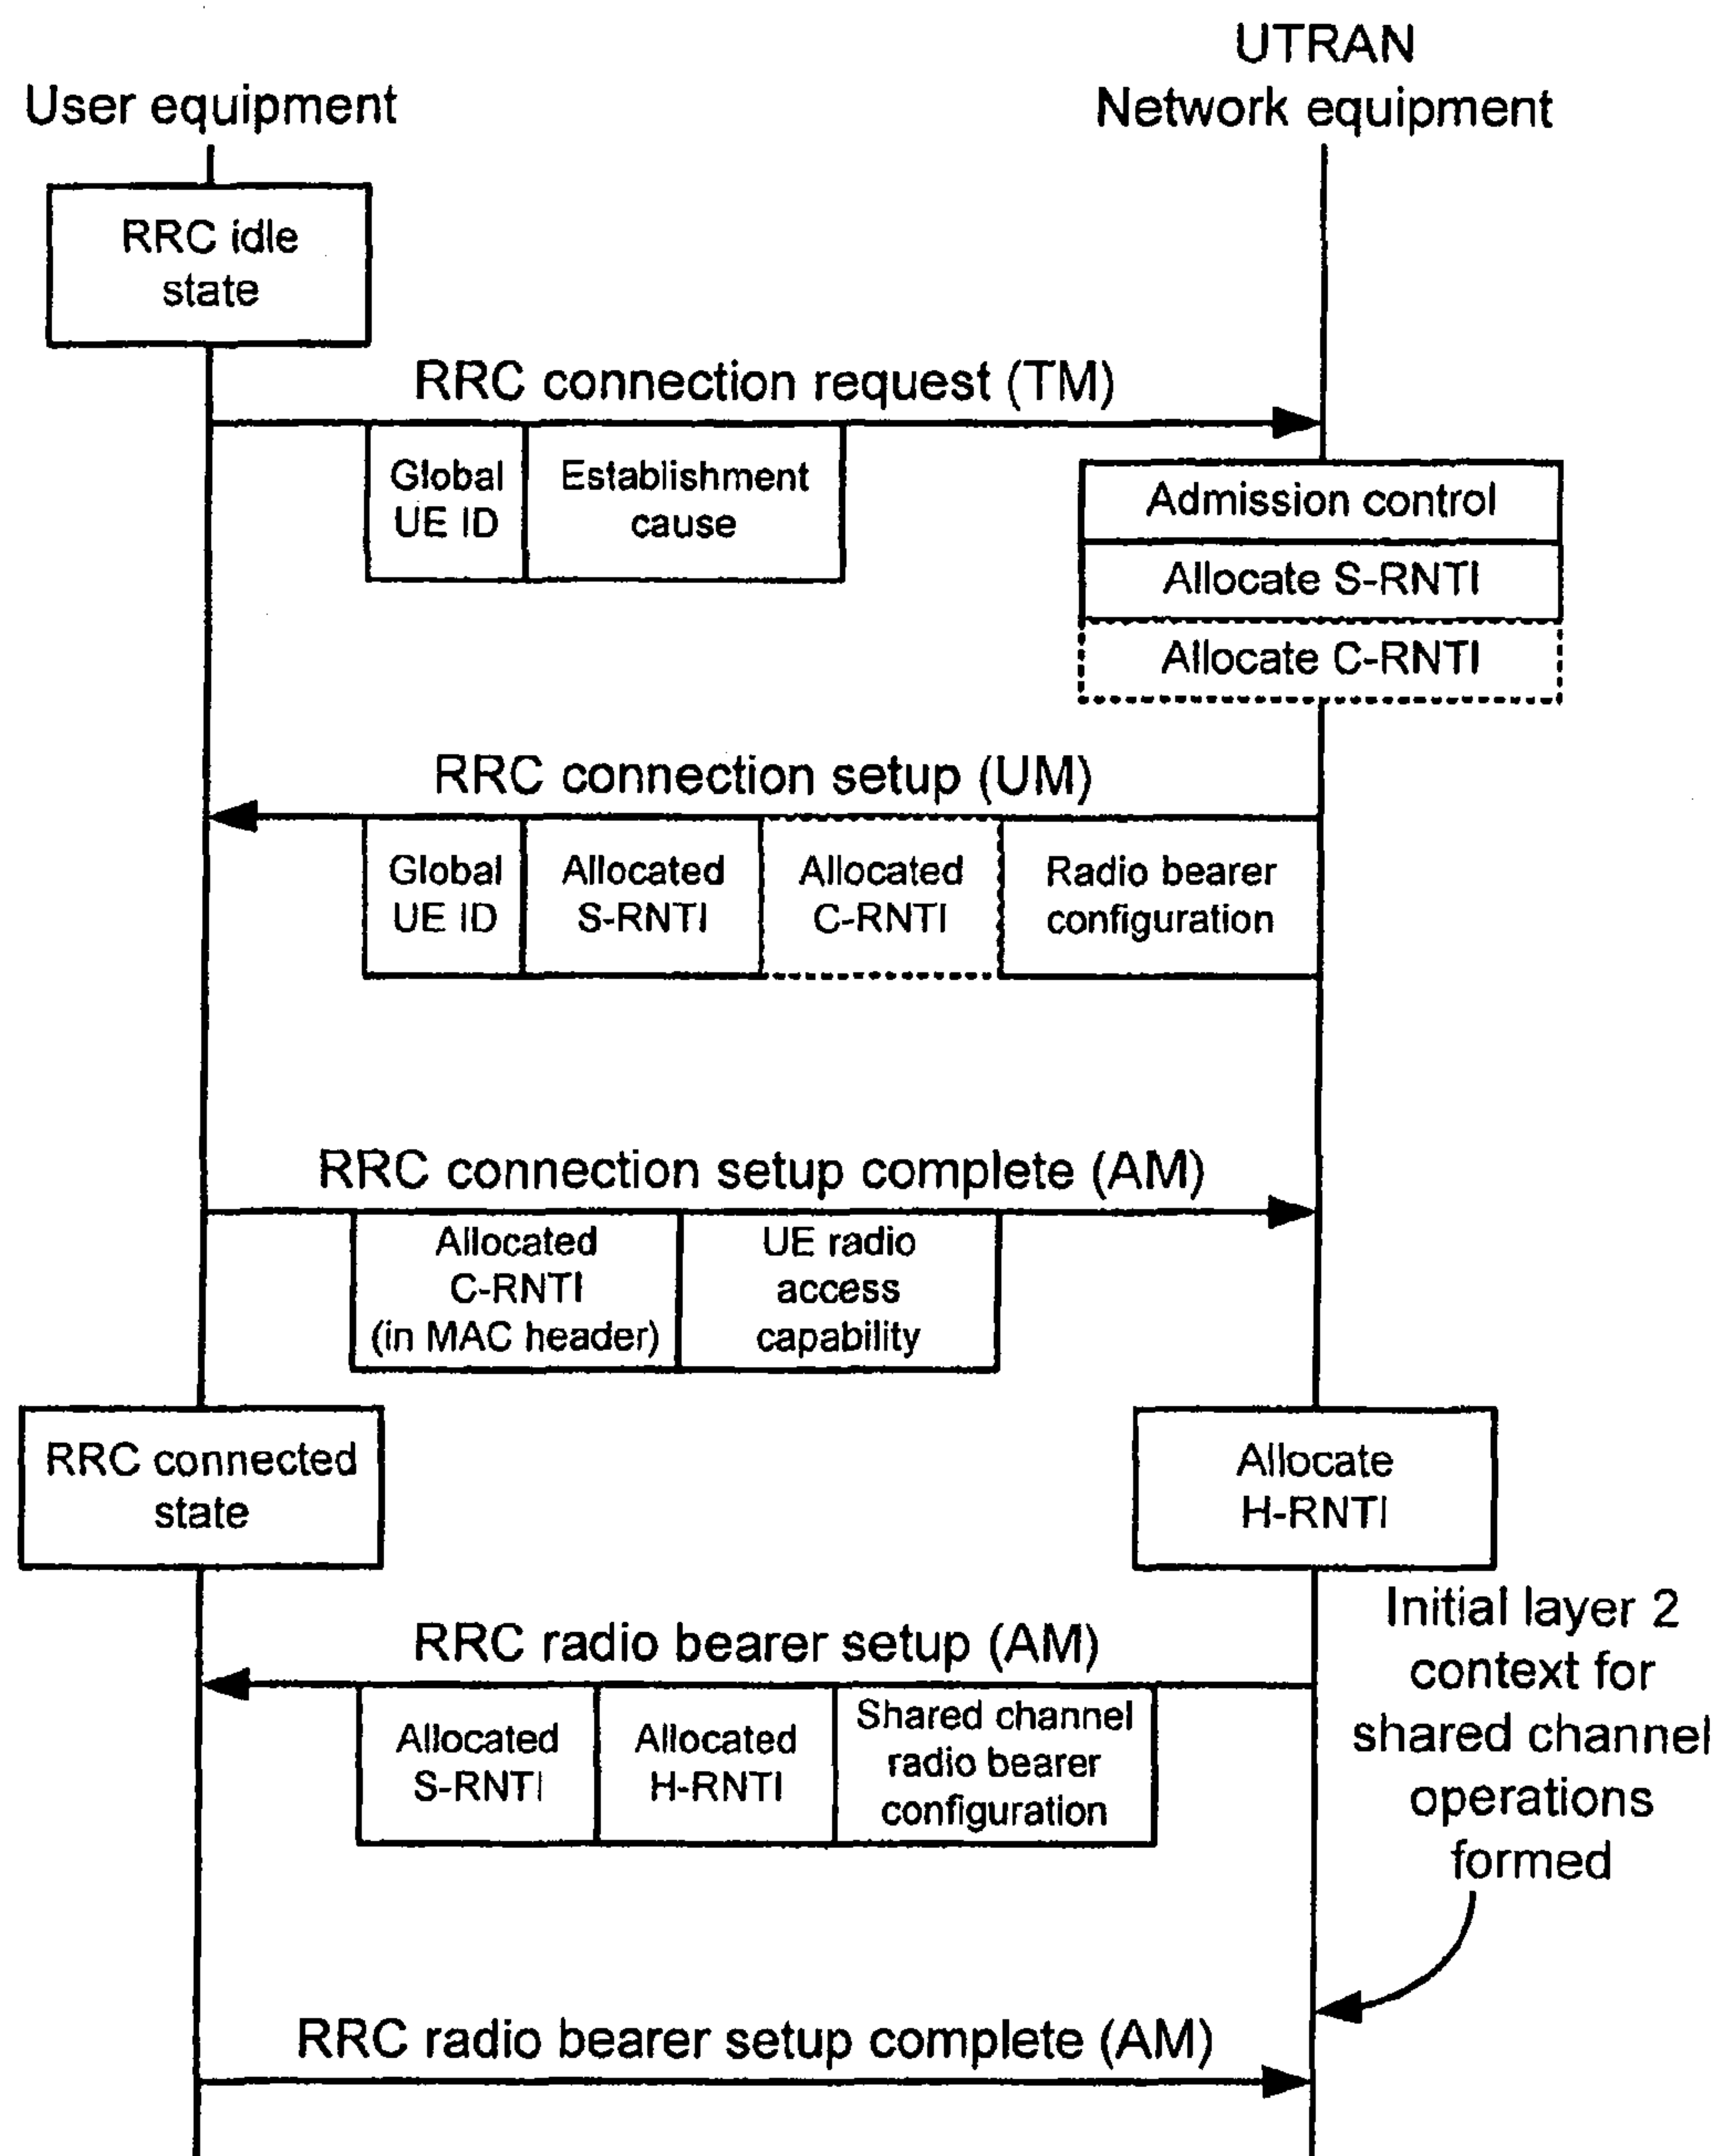 UTRAN
User equipment
Network equipment
RRC idle
state
RRC connection request (TM)
Global
UE ID
Establishment
cause
Admission control
Allocate S-RNTI
Allocate C-RNTI
RRC connection setup (UM)
Global
UE ID
Allocated
S-RNTI
Allocated
C-RNTI
Radio bearer
configuration
RRC connection setup complete (AM)
Allocated
C-RNTI
(in MAC header)
UE radio
access
capability
RRC connected
state
Allocate
H-RNTI
Initial layer 2
context for
shared channel
operations
formed
RRC radio bearer setup (AM)
Allocated
S-RNTI
Allocated
H-RNTI
Shared channel
radio bearer
configuration
RRC radio bearer setup complete (AM)